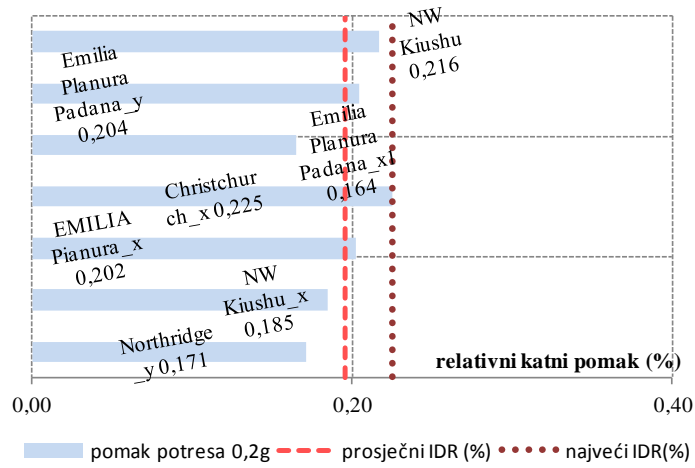 NW
Kiushu
0,216
Emilia
Planura
Padana_y
0,204
Emilia
Planura
Padana_x1
0,164
Christchur
ch_x 0,225
EMILIA
Pianura_x
0,202
NW
Kiushu_x
0,185
Northridge
_y 0,171
relativni katni pomak (%)
0,00
0,20
0,40
pomak potresa 0,2g
prosječni IDR (%)
najveći IDR(%)